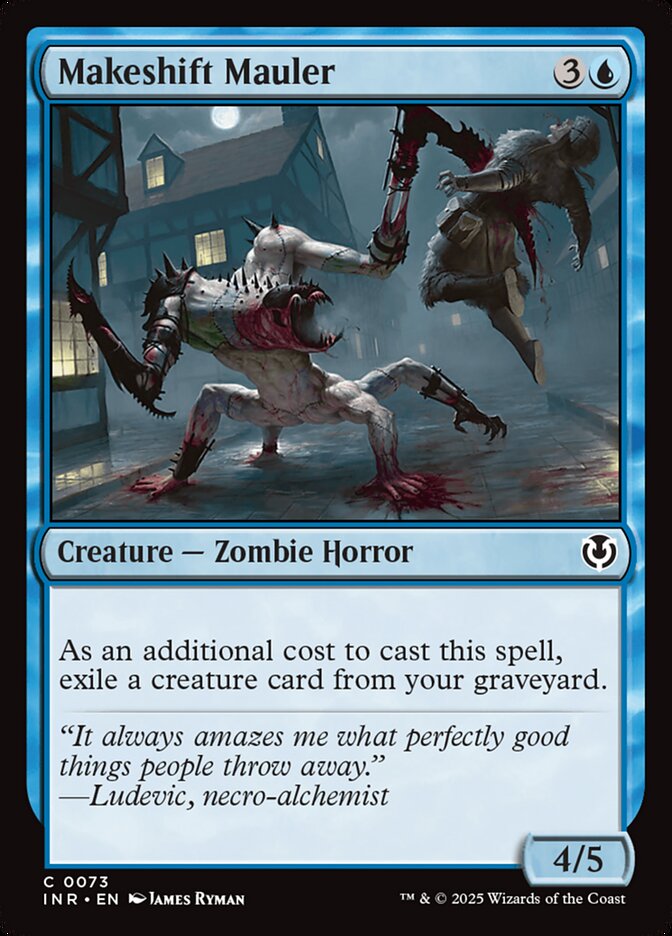 Makeshift Mauler 3
Creature — Zombie Horror
As an additional cost to cast this spell,
exile a creature card from your graveyard.
“It always amazes me what perfectly good
things people throw away.”
—Ludevic, necro-alchemist
4/5
C 0073
INR • EN James Ryman
™ & © 2025 Wizards of the Coast